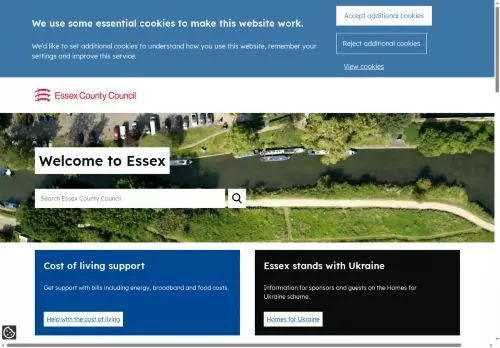 We use some essential cookies to make this website work.
We'd like to set additional cookies to understand how you use this website, remember your
settings and improve this service.
Accept additional cookies
Reject additional cookies
View cookies
Essex County Council
Welcome to Essex
Search Essex County Council
Cost of living support
Get support with bills including energy, broadband and food costs.
Help with the cost of living
Essex stands with Ukraine
Information for sponsors and guests on the Homes for
Ukraine scheme.
Homes for Ukraine